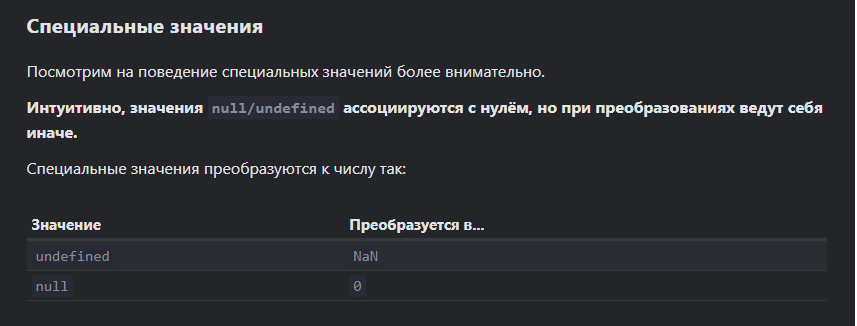 Специальные значения
Посмотрим на поведение специальных значений более внимательно.
Интуитивно, значения null/undefined ассоциируются с нулём, но при преобразованиях ведут себя
иначе.
Специальные значения преобразуются к числу так:
Значение Преобразуется в...
undefined NaN
null 0